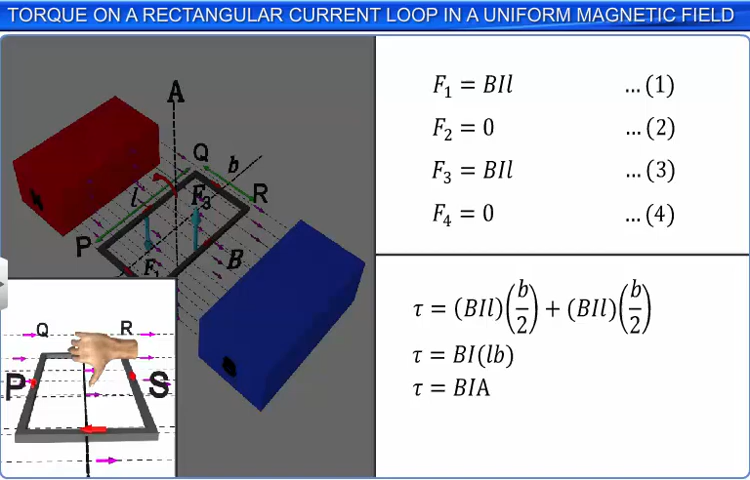 TORQUE ON A RECTANGULAR CURRENT LOOP IN A UNIFORM MAGNETIC FIELD
A
Q
b
l
F₃
R
P
F₁
B
Q
R
P
S
F₁ = BIl ...(1)
F₂ = 0 ...(2)
F₃ = BIl ...(3)
F₄ = 0 ...(4)
τ = (BIl)(b/2) + (BIl)(b/2)
τ = BI(lb)
τ = BIA